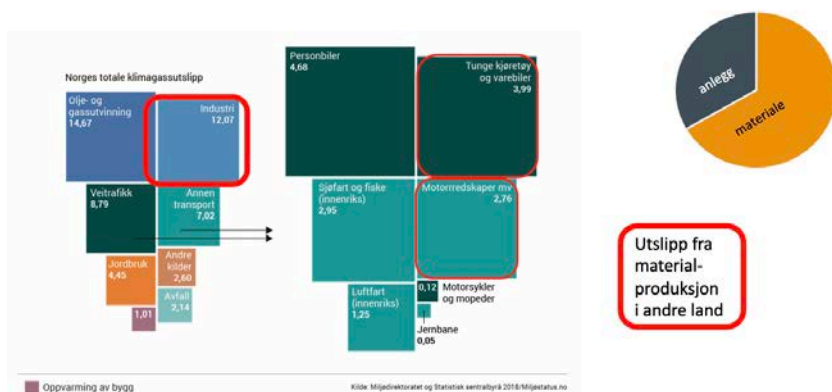 Norges totale klimagassutslipp
Olje- og
gassutvinning
14,67
Industri
12,07
Veitrafikk
8,79
Annen
transport
7,02
Jordbruk
4,45
Andre
kilder
2,60
Avfall
2,14
1,01
Oppvarming av bygg
Personbiler
4,68
Tunge kjøretøy
og varebiler
3,99
Sjøfart og fiske
(innenriks)
2,95
Motorrredskaper mv
2,76
Luftfart
(innenriks)
1,25
0,12
Motorsykler
og mopeder
Jernbane
0,05
Kilde: Miljødirektoratet og Statistisk sentralbyrå 2018/Miljøstatus.no
anlegg
materiale
Utslipp fra
material-
produksjon
i andre land